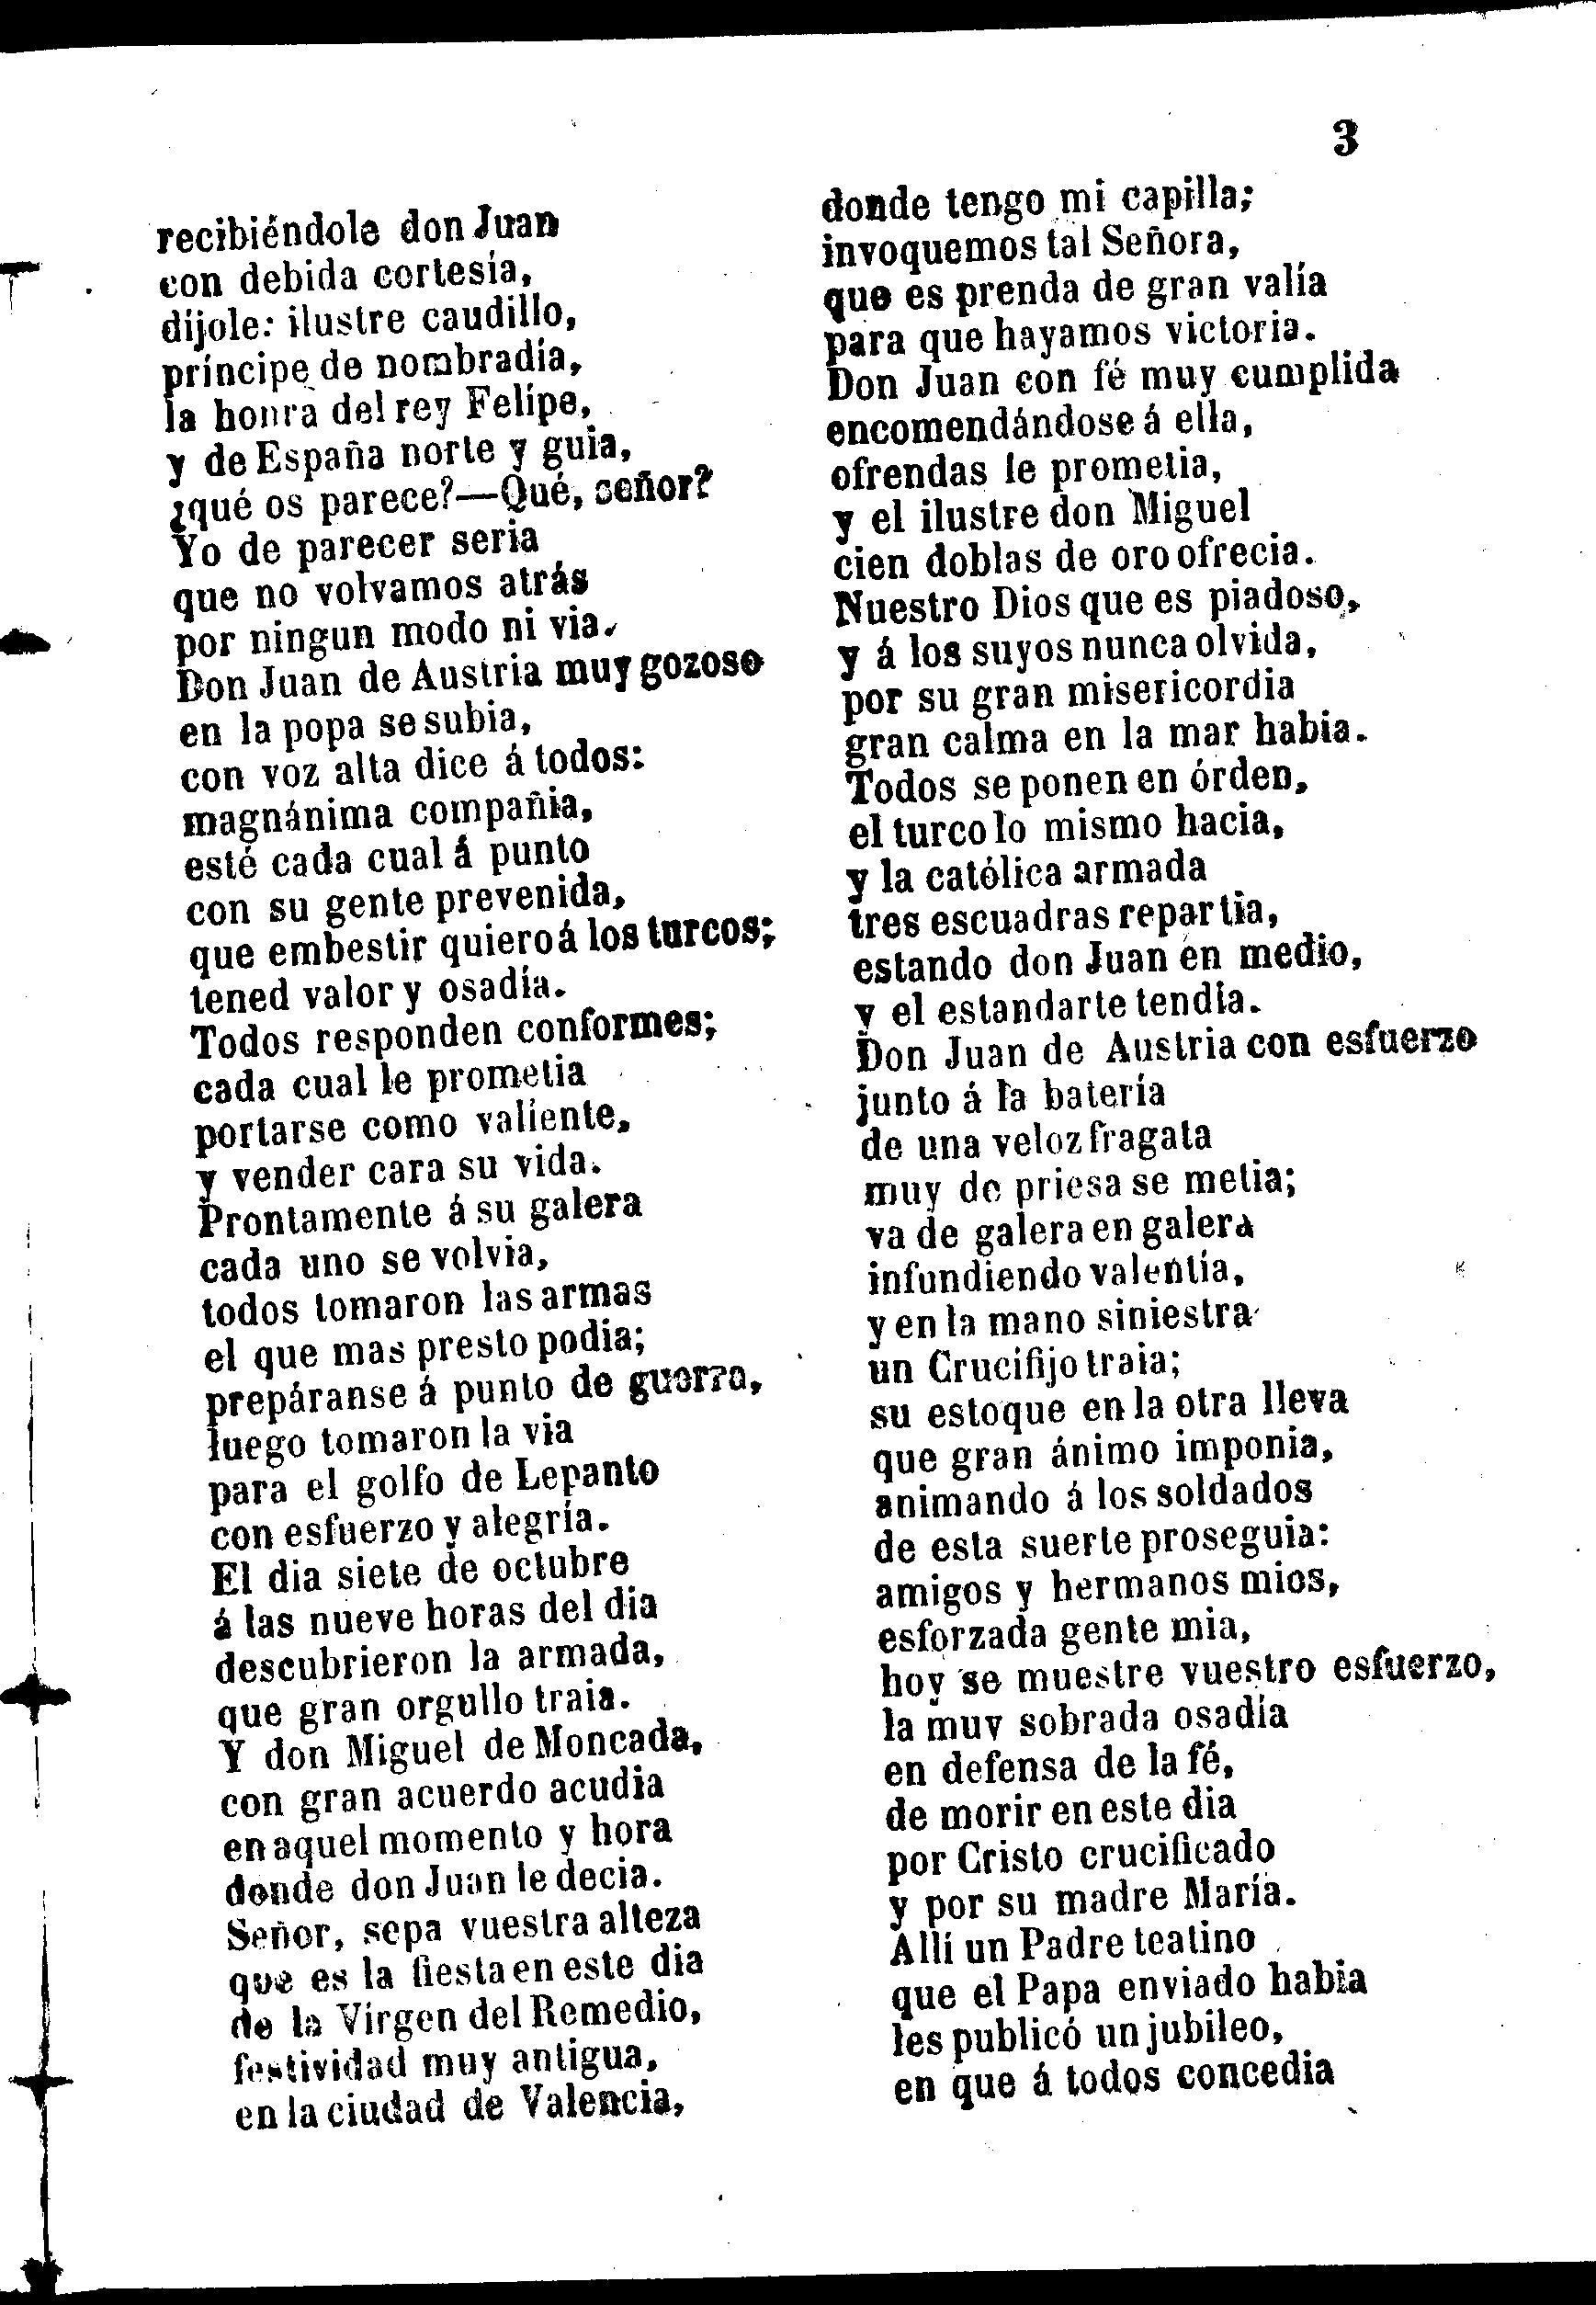 3
recibiéndole don Juan
con debida cortesía,
dijole: ilustre caudillo,
príncipe de nombradía,
la honra del rey Felipe,
y de España norte y guia,
¿qué os parece?—Qué, señor?
Yo de parecer seria
que no volvamos atrás
por ningun modo ni via.
Don Juan de Austria muy gozoso
en la popa se subia,
con voz alta dice á todos:
magnánima compañia,
esté cada cual á punto
con su gente prevenida,
que embestir quiero á los turcos;
tened valor y osadía.
Todos responden conformes;
cada cual le prometia
portarse como valiente,
y vender cara su vida.
Prontamente á su galera
cada uno se volvia,
todos tomaron las armas
el que mas presto podia;
prepáranse á punto de guerra,
luego tomaron la via
para el golfo de Lepanto
con esfuerzo y alegría.
El dia siete de octubre
á las nueve horas del dia
descubrieron la armada,
que gran orgullo traia.
Y don Miguel de Moncada,
con gran acuerdo acudia
en aquel momento y hora
donde don Juan le decia.
Señor, sepa vuestra alteza
que es la fiesta en este dia
de la Vírgen del Remedio,
festividad muy antigua,
en la ciudad de Valencia,
donde tengo mi capilla;
invoquemos tal Señora,
que es prenda de gran valía
para que hayamos victoria.
Don Juan con fé muy cumplida
encomendándose á ella,
ofrendas le prometia,
y el ilustre don Miguel
cien doblas de oro ofrecia.
Nuestro Dios que es piadoso,
y á los suyos nunca olvida,
por su gran misericordia
gran calma en la mar habia.
Todos se ponen en órden,
el turco lo mismo hacia,
y la católica armada
tres escuadras repartia,
estando don Juan en medio,
y el estandarte tendía.
Don Juan de Austria con esfuerzo
junto á la batería
de una veloz fragata
muy de priesa se metia;
va de galera en galera
infundiendo valentía,
y en la mano siniestra
un Crucifijo traia;
su estoque en la otra lleva
que gran ánimo imponia,
animando á los soldados
de esta suerte proseguia:
amigos y hermanos mios,
esforzada gente mia,
hoy se muestre vuestro esfuerzo,
la muy sobrada osadía
en defensa de la fé,
de morir en este dia
por Cristo crucificado
y por su madre María.
Allí un Padre teatino
que el Papa enviado habia
les publicó un jubileo,
en que á todos concedia